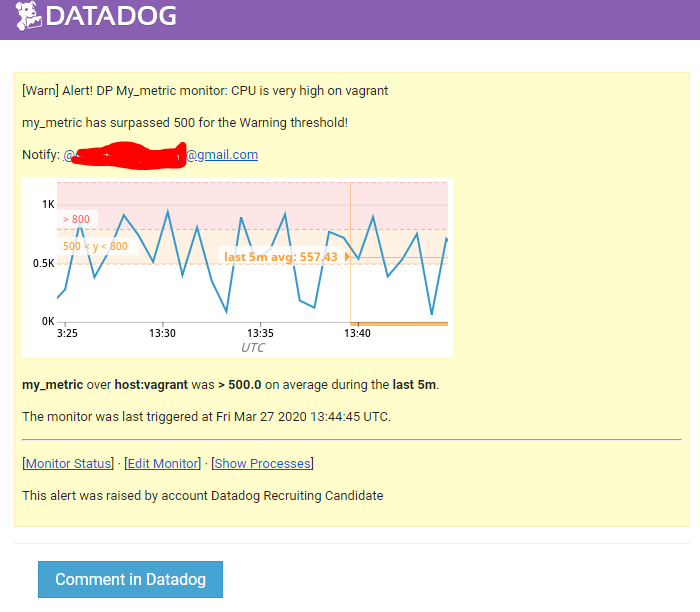 DATADOG
[Warn] Alert! DP My_metric monitor: CPU is very high on vagrant
my_metric has surpassed 500 for the Warning threshold!
Notify: @ @gmail.com
1K
> 800
500 < y < 800
last 5m avg: 557.43
0.5K
0K
3:25 13:30 13:35 13:40
UTC
my_metric over host:vagrant was > 500.0 on average during the last 5m.
The monitor was last triggered at Fri Mar 27 2020 13:44:45 UTC.
[Monitor Status] · [Edit Monitor] · [Show Processes]
This alert was raised by account Datadog Recruiting Candidate
Comment in Datadog